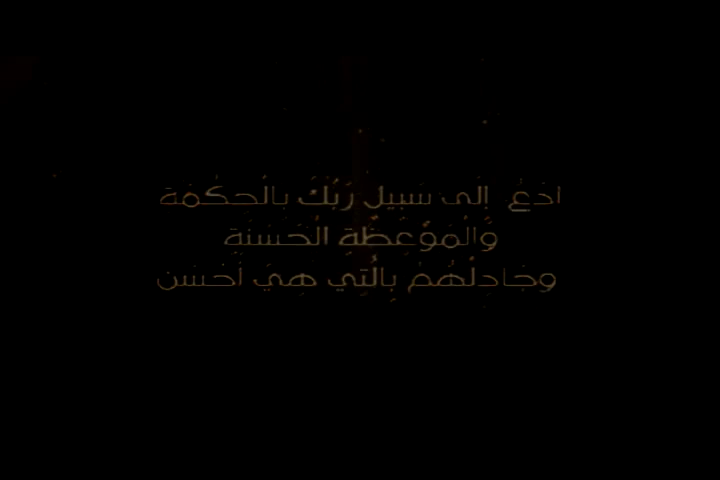 ادْعُ إِلَى سَبِيلِ رَبِّكَ بِالْحِكْمَةِ
وَالْمَوْعِظَةِ الْحَسَنَةِ
وَجَادِلْهُمْ بِالَّتِي هِيَ أَحْسَن